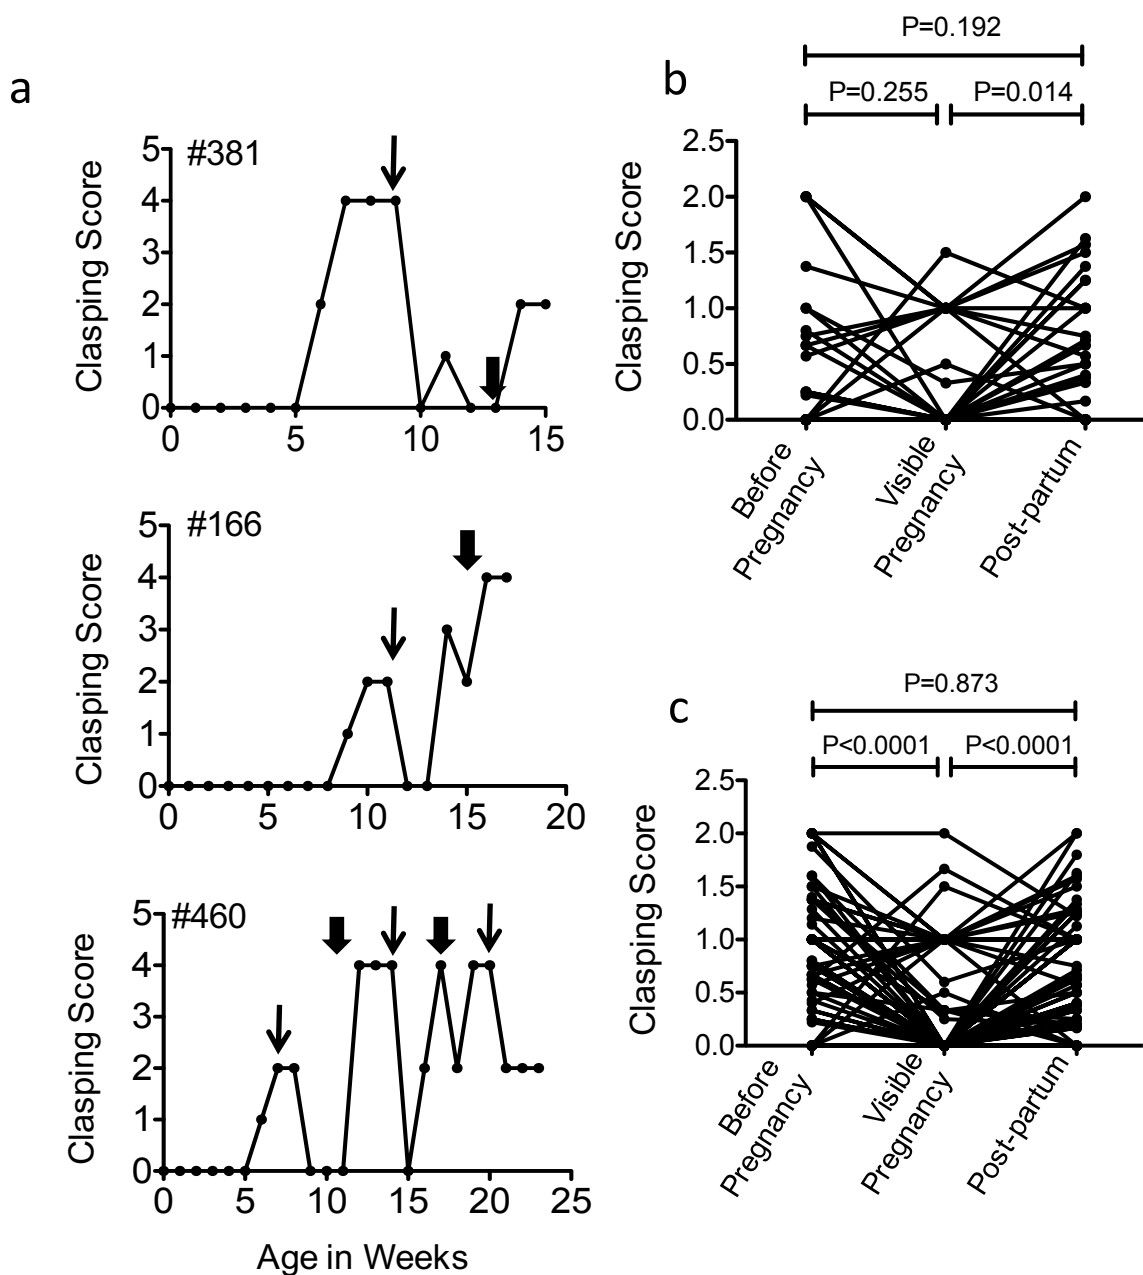 a
#381
Clasping Score
5
4
3
2
1
0
0 5 10 15
#166
Clasping Score
5
4
3
2
1
0
0 5 10 15 20
#460
Clasping Score
5
4
3
2
1
0
0 5 10 15 20 25
Age in Weeks
b
P=0.192
P=0.255 P=0.014
Clasping Score
2.5
2.0
1.5
1.0
0.5
0.0
Before
Pregnancy
Visible
Pregnancy
Post-partum
c
P=0.873
P<0.0001 P<0.0001
Clasping Score
2.5
2.0
1.5
1.0
0.5
0.0
Before
Pregnancy
Visible
Pregnancy
Post-partum